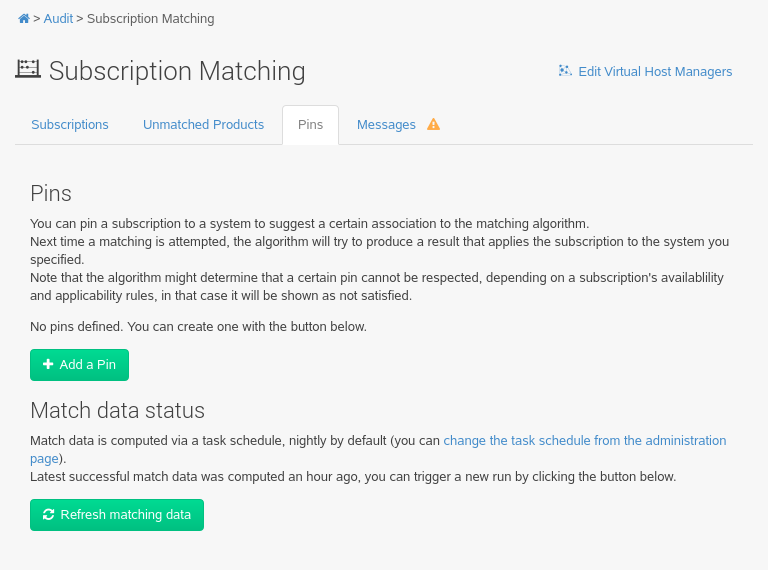 > Audit > Subscription Matching
Subscription Matching
Edit Virtual Host Managers
Subscriptions
Unmatched Products
Pins
Messages
Pins
You can pin a subscription to a system to suggest a certain association to the matching algorithm.
Next time a matching is attempted, the algorithm will try to produce a result that applies the subscription to the system you
specified.
Note that the algorithm might determine that a certain pin cannot be respected, depending on a subscription's availablility
and applicability rules, in that case it will be shown as not satisfied.
No pins defined. You can create one with the button below.
Add a Pin
Match data status
Match data is computed via a task schedule, nightly by default (you can change the task schedule from the administration
page).
Latest successful match data was computed an hour ago, you can trigger a new run by clicking the button below.
Refresh matching data